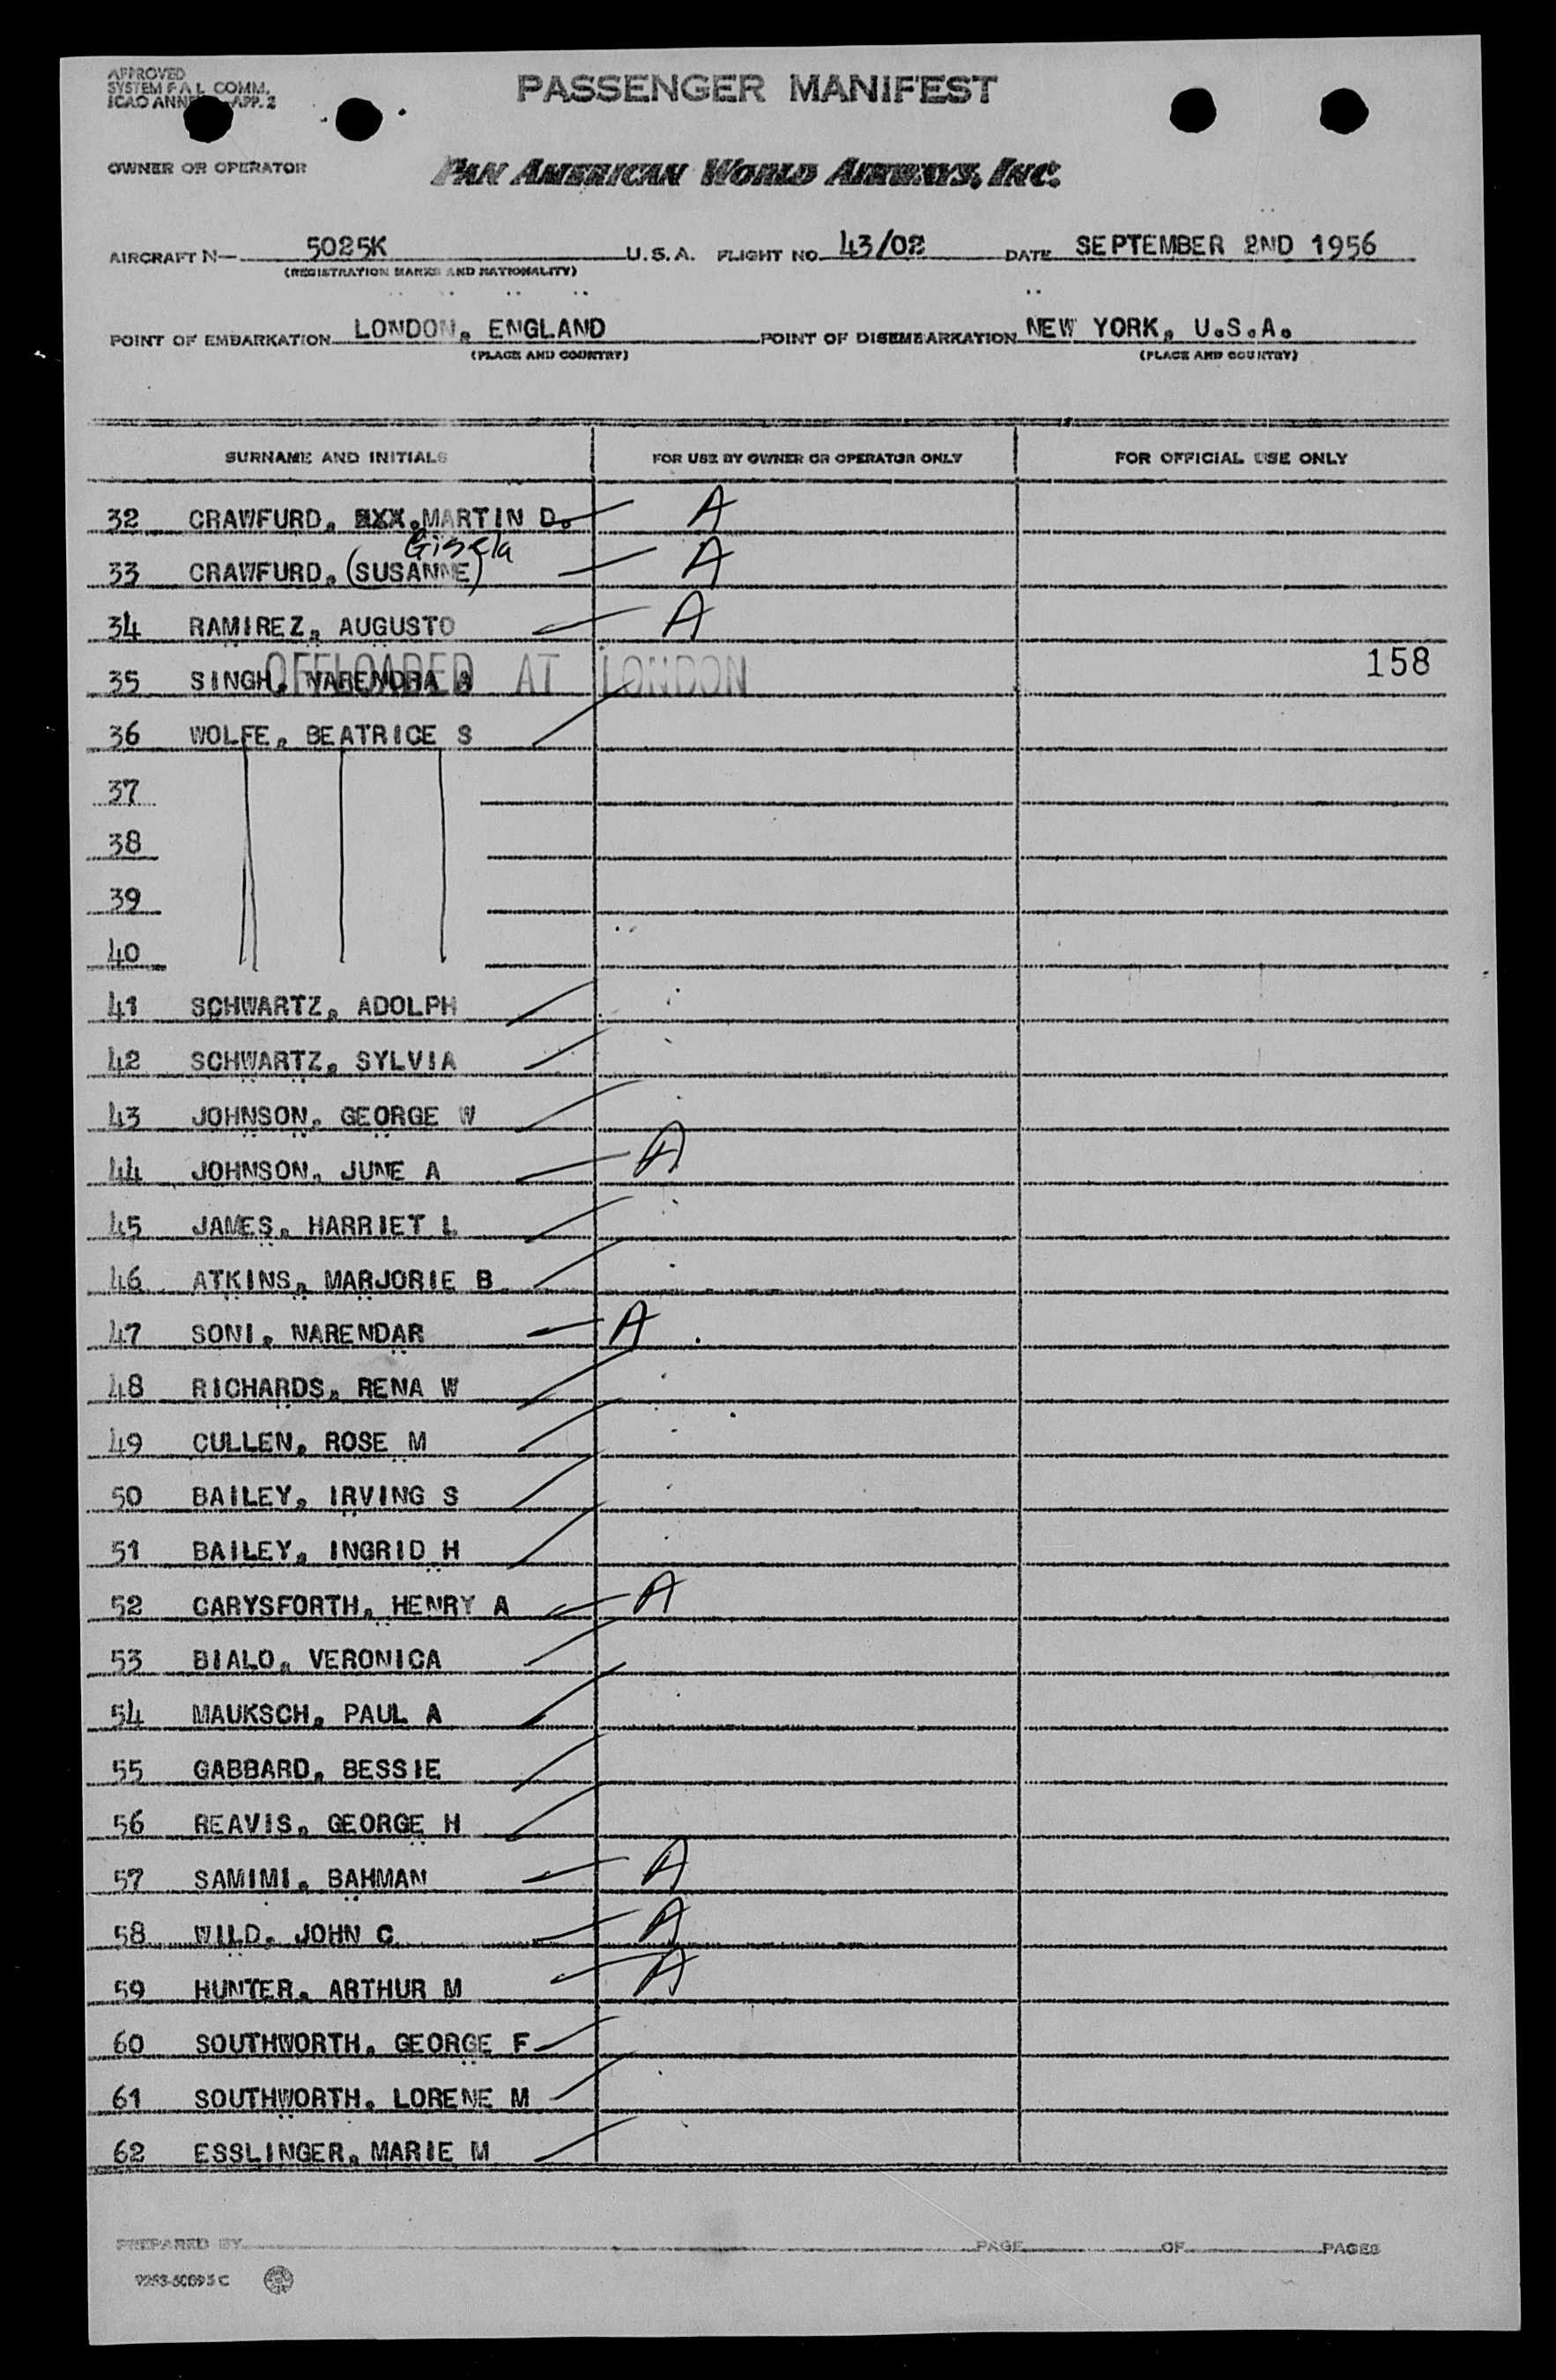 APPROVED
SYSTEM F A L COMM.
ICAO ANNEX APP. 2
PASSENGER MANIFEST
OWNER OR OPERATOR PAN AMERICAN WORLD AIRWAYS, INC.
AIRCRAFT N— 5025K U.S.A. FLIGHT NO. 43/02 DATE SEPTEMBER 2ND 1956
(REGISTRATION MARKS AND NATIONALITY)
POINT OF EMBARKATION LONDON, ENGLAND POINT OF DISEMBARKATION NEW YORK, U.S.A.
(PLACE AND COUNTRY) (PLACE AND COUNTRY)
SURNAME AND INITIALS FOR USE BY OWNER OR OPERATOR ONLY FOR OFFICIAL USE ONLY
32 CRAWFURD, MARTIN D. A
Gisela
33 CRAWFURD, (SUSANNE) A
34 RAMIREZ, AUGUSTO A
OFFLOADED AT LONDON
35 SINGH, NARENDRA 158
36 WOLFE, BEATRICE S
37
38
39
40
41 SCHWARTZ, ADOLPH
42 SCHWARTZ, SYLVIA
43 JOHNSON, GEORGE W
44 JOHNSON, JUNE A A
45 JAMES, HARRIET L
46 ATKINS, MARJORIE B
47 SONI, NARENDAR A
48 RICHARDS, RENA W
49 CULLEN, ROSE M
50 BAILEY, IRVING S
51 BAILEY, INGRID H
52 CARYSFORTH, HENRY A A
53 BIALO, VERONICA
54 MAUKSCH, PAUL A
55 GABBARD, BESSIE
56 REAVIS, GEORGE H
57 SAMIMI, BAHMAN A
58 WILD, JOHN C A
59 HUNTER, ARTHUR M A
60 SOUTHWORTH, GEORGE F
61 SOUTHWORTH, LORENE M
62 ESSLINGER, MARIE M
PREPARED BY PAGE OF PAGES